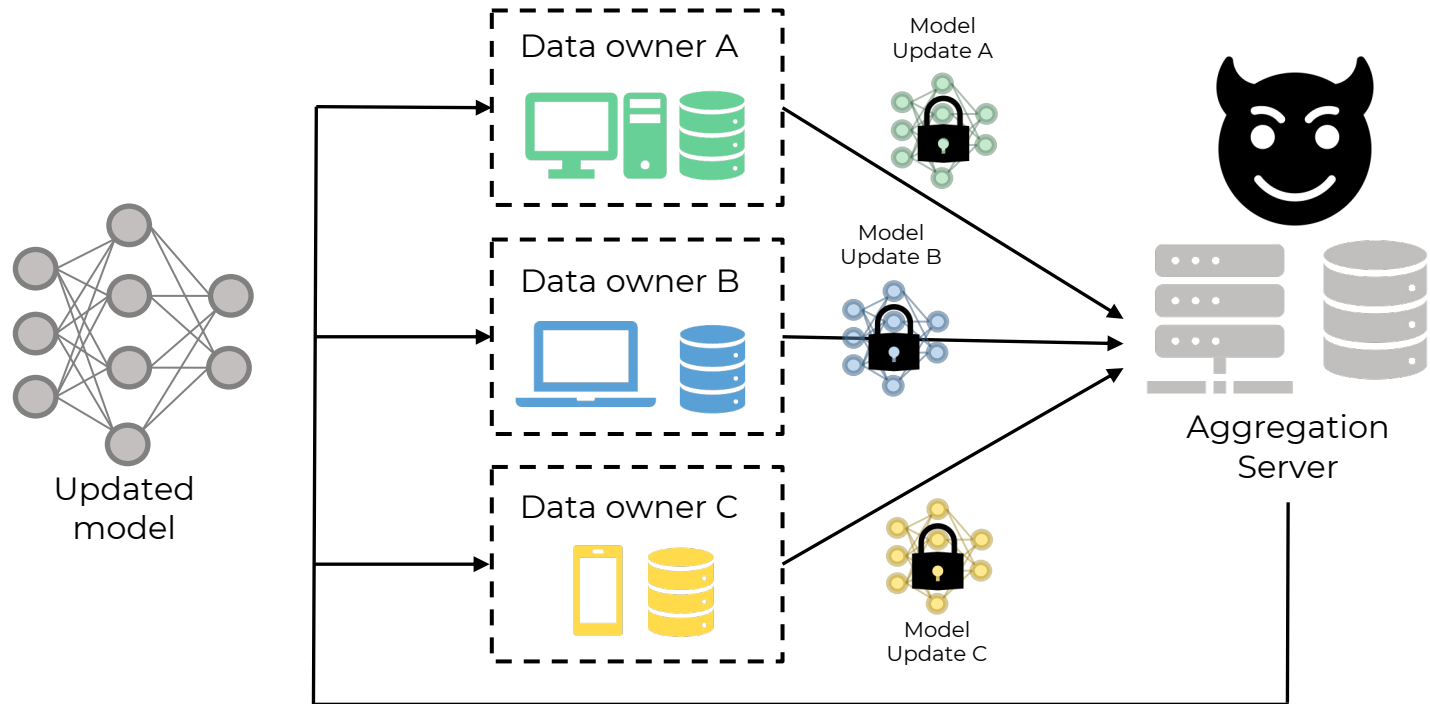 Data owner A
Model
Update A
Data owner B
Model
Update B
Updated
model
Aggregation
Server
Data owner C
Model
Update C